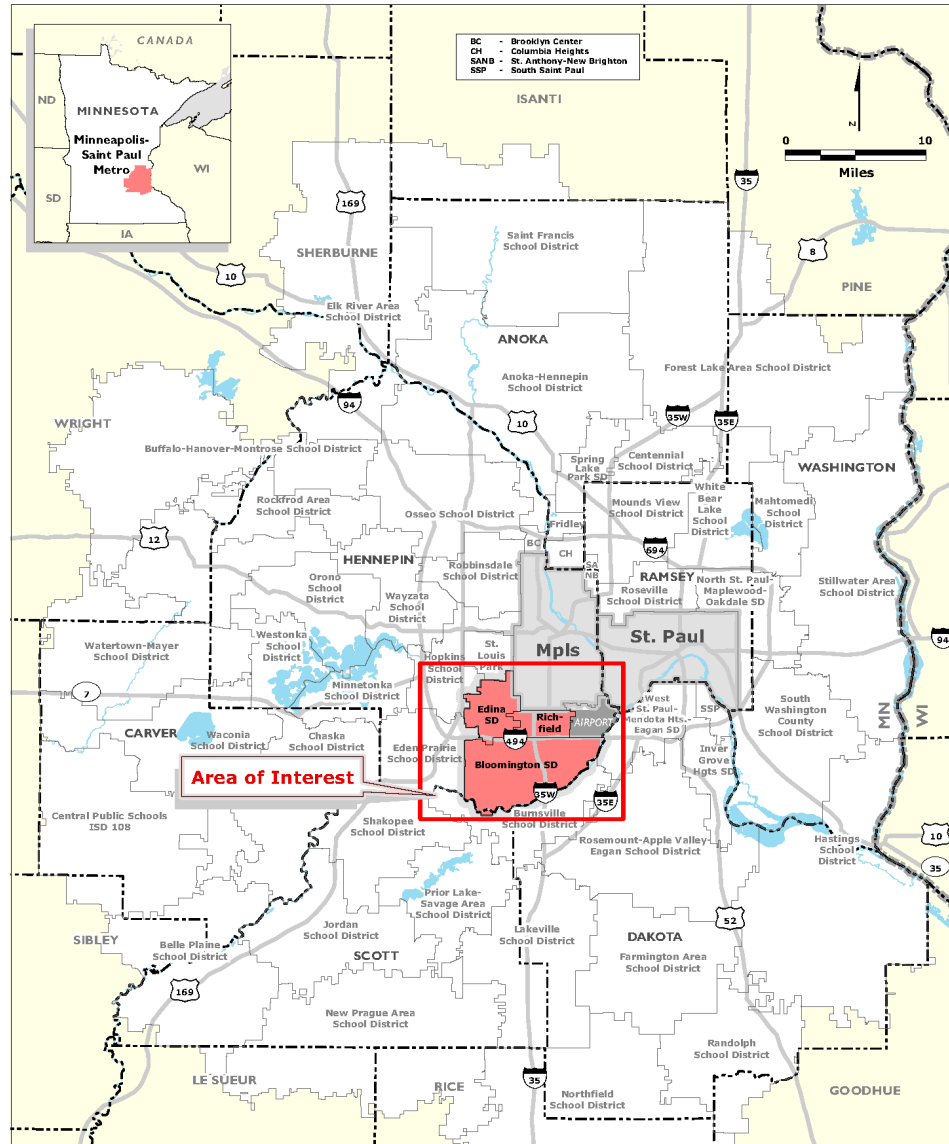 CANADA
ND
MINNESOTA
Minneapolis-
Saint Paul
Metro
WI
SD
IA
BC - Brooklyn Center
CH - Columbia Heights
SANB - St. Anthony-New Brighton
SSP - South Saint Paul
ISANTI
N
0 10
Miles
35
169
8
10
SHERBURNE
Saint Francis
School District
PINE
Elk River Area
School District
ANOKA
Forest Lake Area School District
Anoka-Hennepin
School District
94
10
35W
35E
WRIGHT
Buffalo-Hanover-Montrose School District
Spring
Lake
Park SD
Centennial
School District
WASHINGTON
Rockfrod Area
School District
Mounds View
School District
White
Bear
Lake
School
District
Mahtomedi
School
District
Osseo School District
Fridley
12
BC
CH
694
HENNEPIN
Robbinsdale
School District
SA
NB
RAMSEY
Roseville
School District
North St. Paul-
Maplewood-
Oakdale SD
Stillwater Area
School District
Orono
School
District
Wayzata
School
District
94
Watertown-Mayer
School District
Westonka
School
District
St.
Louis
Park
Mpls
St. Paul
Hopkins
School
District
7
Minnetonka
School District
Edina
SD
Rich-
field
AIRPORT
West
St. Paul-
Mendota Hts.-
Eagan SD
SSP
South
Washington
County
School
District
MN
WI
CARVER
Waconia
School District
Chaska
School District
494
Eden Prairie
School District
Bloomington SD
Inver
Grove
Hgts SD
Area of Interest
35W
35E
Central Public Schools
ISD 108
Shakopee
School District
Burnsville
School District
Rosemount-Apple Valley-
Eagan School District
Hastings
School
District
10
35
Prior Lake-
Savage Area
School District
52
SIBLEY
Belle Plaine
School District
Jordan
School District
Lakeville
School District
DAKOTA
SCOTT
Farmington Area
School District
169
New Prague Area
School District
Randolph
School District
LE SUEUR
RICE
35
Northfield
School District
GOODHUE